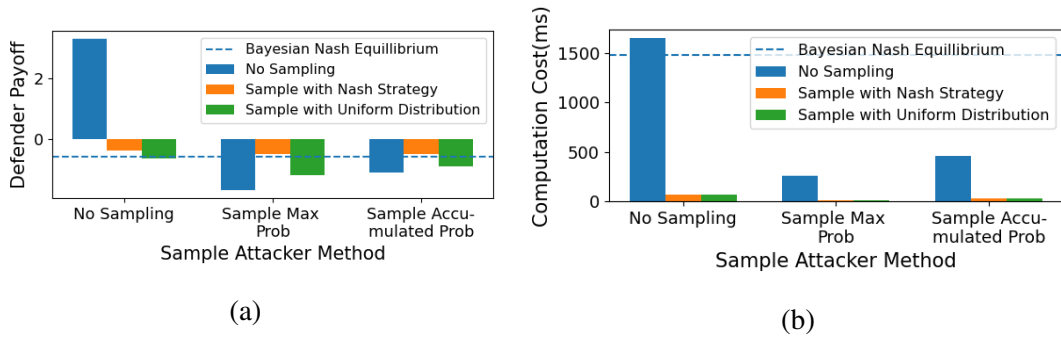 Defender Payoff
2
0
Bayesian Nash Equillibrium
No Sampling
Sample with Nash Strategy
Sample with Uniform Distribution
No Sampling
Sample Max
Prob
Sample Accu-
mulated Prob
Sample Attacker Method
(a)
Computation Cost(ms)
1500
1000
500
0
Bayesian Nash Equillibrium
No Sampling
Sample with Nash Strategy
Sample with Uniform Distribution
No Sampling
Sample Max
Prob
Sample Accu-
mulated Prob
Sample Attacker Method
(b)